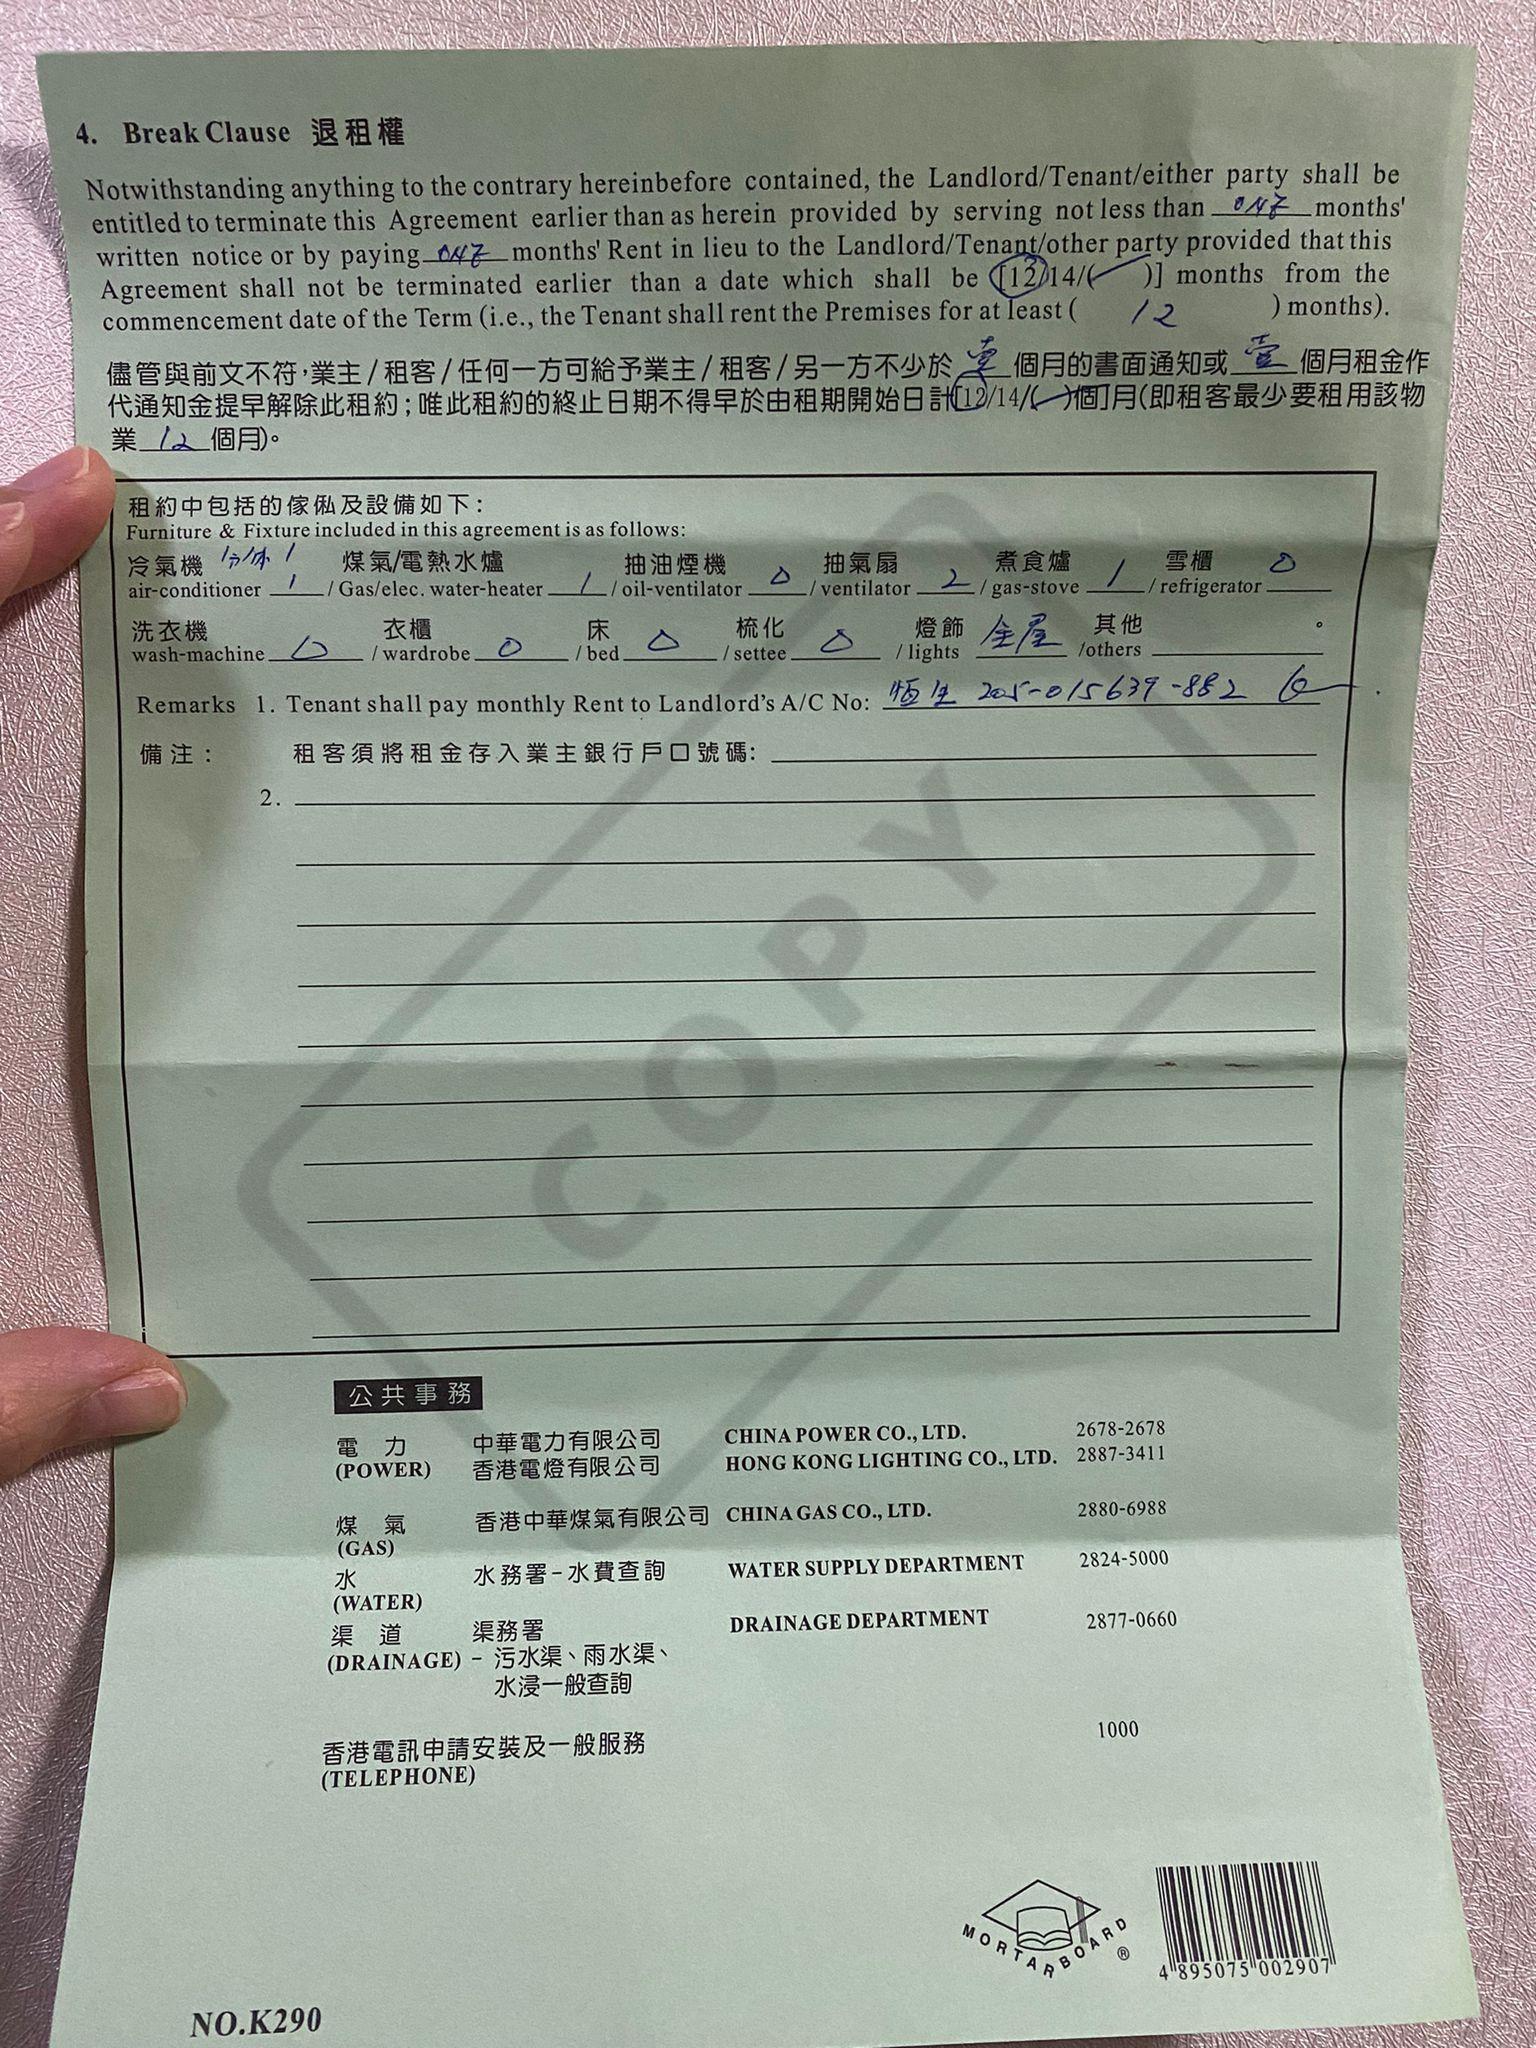 4. Break Clause 退租權
Notwithstanding anything to the contrary hereinbefore contained, the Landlord/Tenant/either party shall be
entitled to terminate this Agreement earlier than as herein provided by serving not less than ONE months'
written notice or by paying ONE months' Rent in lieu to the Landlord/Tenant/other party provided that this
Agreement shall not be terminated earlier than a date which shall be [12/14/( )] months from the
commencement date of the Term (i.e., the Tenant shall rent the Premises for at least ( 12 ) months).
儘管與前文不符,業主/租客/任何一方可給予業主/租客/另一方不少於 壹 個月的書面通知或 壹 個月租金作
代通知金提早解除此租約;唯此租約的終止日期不得早於由租期開始日計[12/14/( )個]月(即租客最少要租用該物
業 12 個月)。
租約中包括的傢俬及設備如下:
Furniture & Fixture included in this agreement is as follows:
冷氣機 分体 1 煤氣/電熱水爐 抽油煙機 抽氣扇 煮食爐 雪櫃
air-conditioner 1 / Gas/elec. water-heater 1 / oil-ventilator 0 / ventilator 2 / gas-stove 1 / refrigerator 0
洗衣機 衣櫃 床 梳化 燈飾 其他 。
wash-machine 0 / wardrobe 0 / bed 0 / settee 0 / lights 全屋 /others
Remarks 1. Tenant shall pay monthly Rent to Landlord's A/C No: 恒生 205-015639-882
備注: 租客須將租金存入業主銀行戶口號碼:
2.
COPY
公共事務
電 力 中華電力有限公司 CHINA POWER CO., LTD. 2678-2678
(POWER) 香港電燈有限公司 HONG KONG LIGHTING CO., LTD. 2887-3411
煤 氣 香港中華煤氣有限公司 CHINA GAS CO., LTD. 2880-6988
(GAS)
水 水務署-水費查詢 WATER SUPPLY DEPARTMENT 2824-5000
(WATER)
渠 道 渠務署 DRAINAGE DEPARTMENT 2877-0660
(DRAINAGE) - 污水渠、雨水渠、
水浸一般查詢
香港電訊申請安裝及一般服務 1000
(TELEPHONE)
MORTARBOARD ®
4 895075 002907
NO.K290